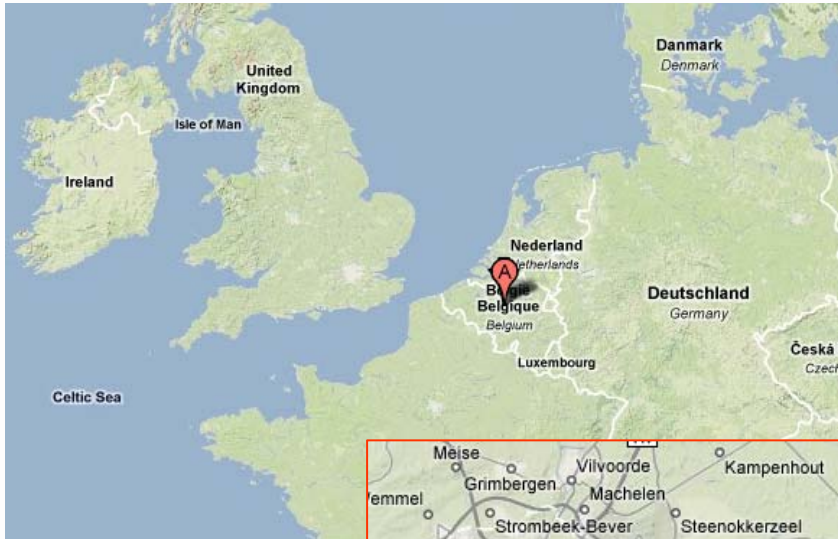 Danmark
Denmark
United
Kingdom
Isle of Man
Ireland
Nederland
Netherlands
A
België
Belgique
Belgium
Deutschland
Germany
Luxembourg
Česká
Celtic Sea
Meise
Vilvoorde
Kampenhout
Grimbergen
Machelen
Strombeek-Bever
Steenokkerzeel